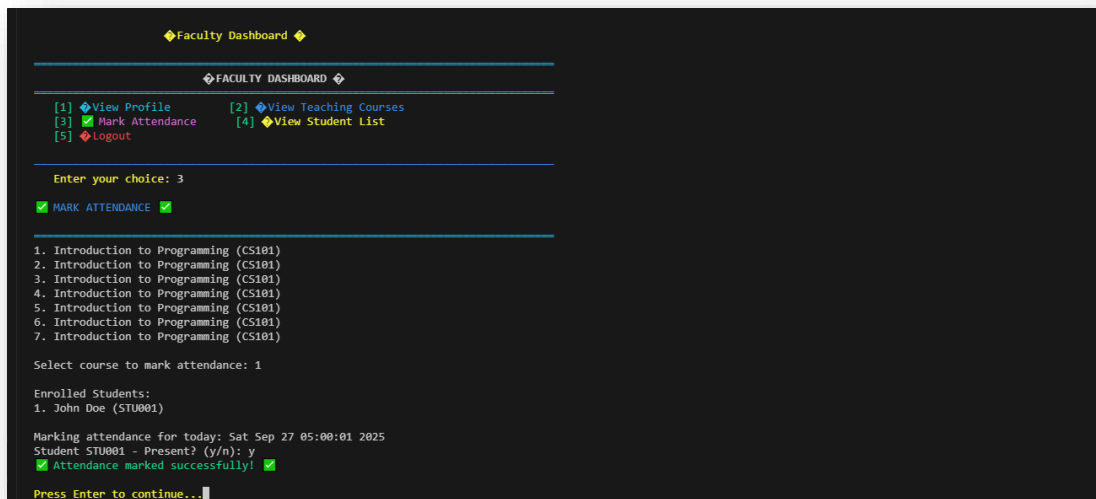 �Faculty Dashboard �
�FACULTY DASHBOARD �
[1] �View Profile [2] �View Teaching Courses
[3] ✅ Mark Attendance [4] �View Student List
[5] �Logout
Enter your choice: 3
✅ MARK ATTENDANCE ✅
1. Introduction to Programming (CS101)
2. Introduction to Programming (CS101)
3. Introduction to Programming (CS101)
4. Introduction to Programming (CS101)
5. Introduction to Programming (CS101)
6. Introduction to Programming (CS101)
7. Introduction to Programming (CS101)
Select course to mark attendance: 1
Enrolled Students:
1. John Doe (STU001)
Marking attendance for today: Sat Sep 27 05:00:01 2025
Student STU001 - Present? (y/n): y
✅ Attendance marked successfully! ✅
Press Enter to continue...